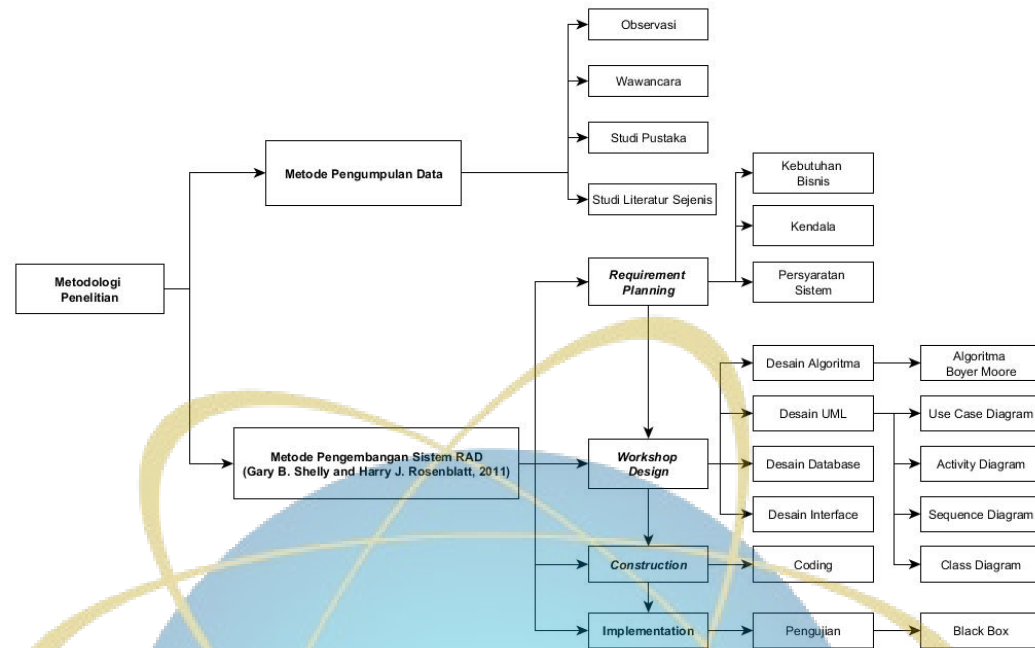 Observasi
Wawancara
Studi Pustaka
Studi Literatur Sejenis
Metode Pengumpulan Data
Metodologi
Penelitian
Requirement
Planning
Kebutuhan
Bisnis
Kendala
Persyaratan
Sistem
Metode Pengembangan Sistem RAD
(Gary B. Shelly and Harry J. Rosenblatt, 2011)
Workshop
Design
Desain Algoritma
Algoritma
Boyer Moore
Desain UML
Use Case Diagram
Activity Diagram
Sequence Diagram
Class Diagram
Desain Database
Desain Interface
Construction
Coding
Implementation
Pengujian
Black Box